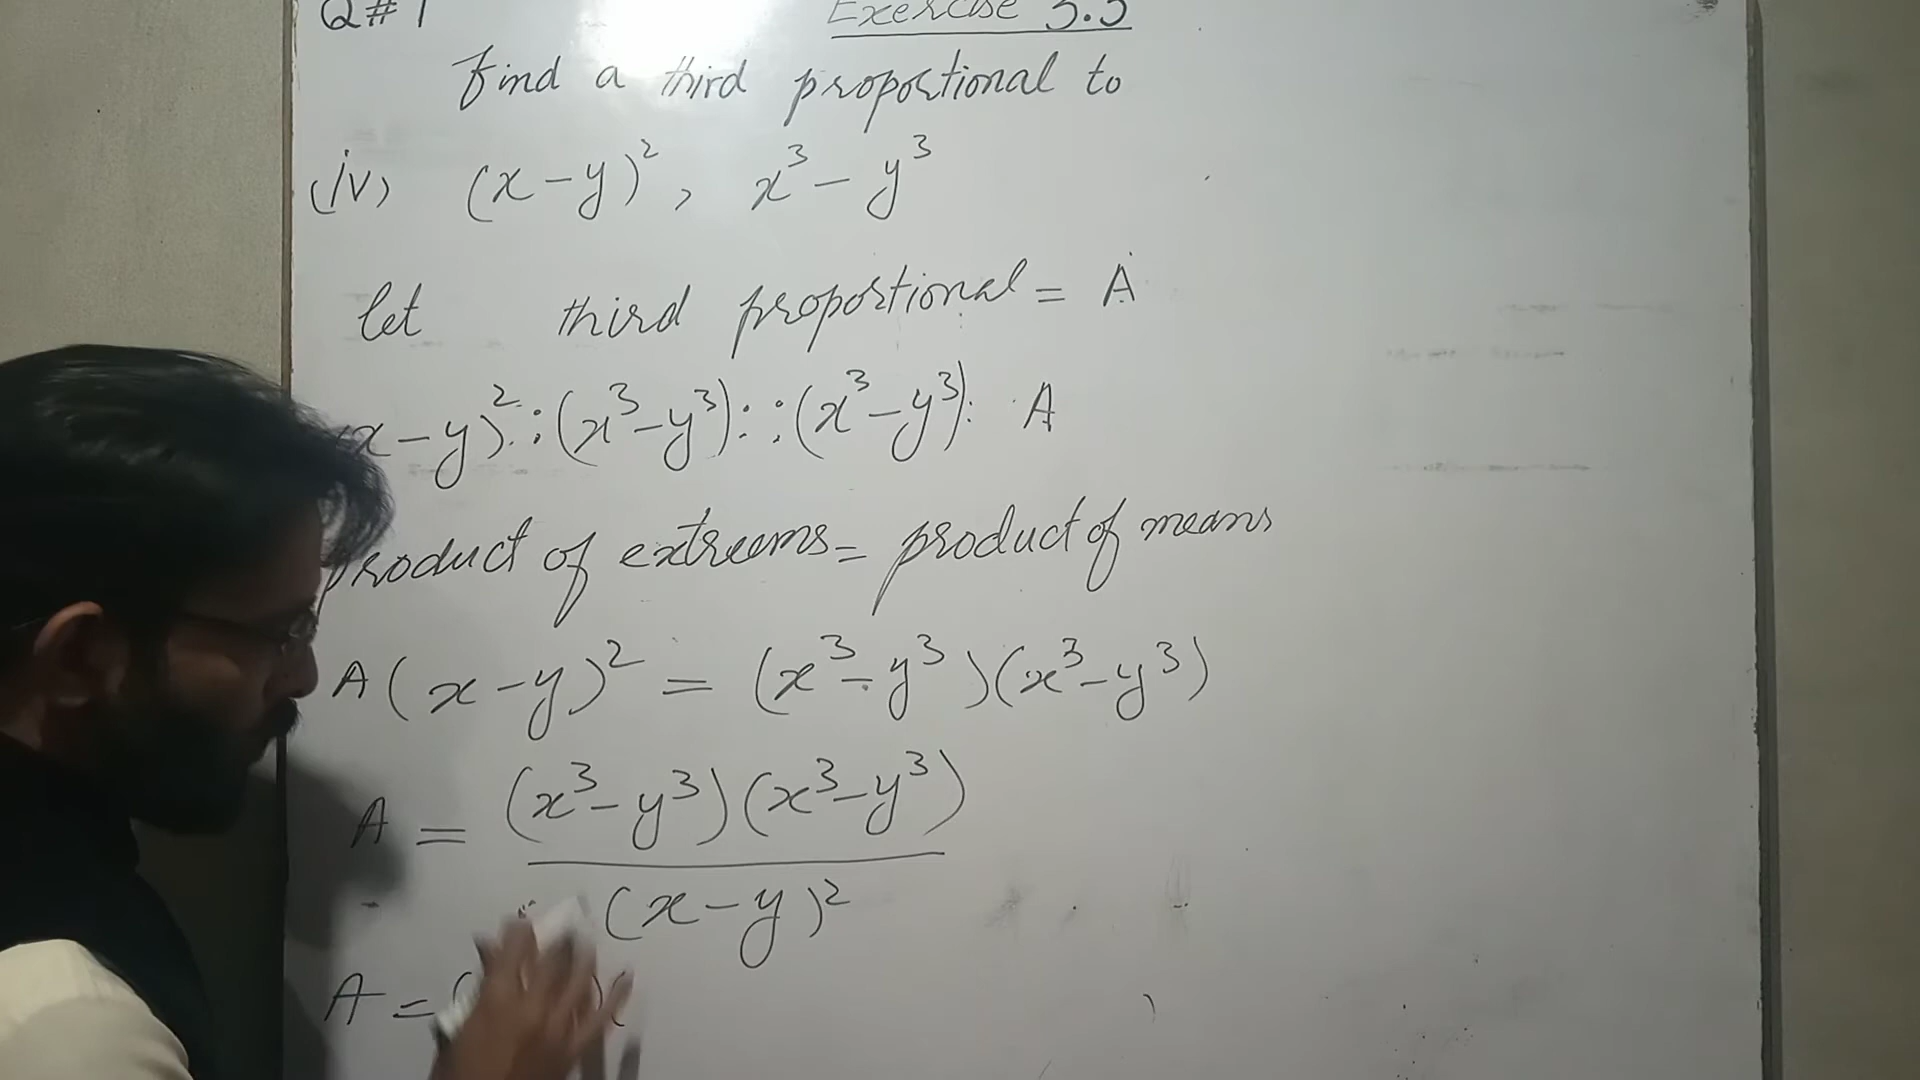 Q#1 Exercise 3.3
Find a third proportional to
(iv) (x-y)², x³-y³
let third proportional = A
x-y)²:(x³-y³)::(x³-y³): A
product of extreems = product of means
A(x-y)² = (x³-y³)(x³-y³)
A = (x³-y³)(x³-y³)
(x-y)²
A = ( )(